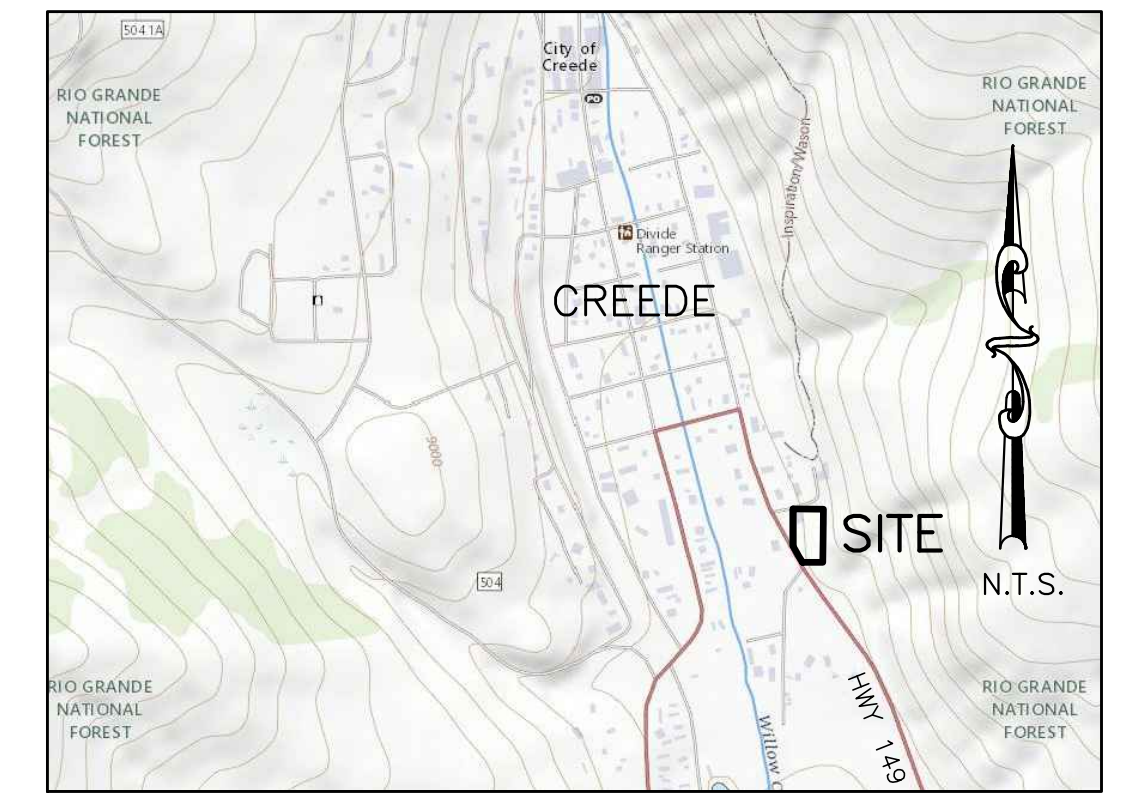 504.1A
City of
Creede
PO
RIO GRANDE
NATIONAL
FOREST
RIO GRANDE
NATIONAL
FOREST
Inspiration/Wason
Divide
Ranger Station
CREEDE
9000
SITE
504
N.T.S.
RIO GRANDE
NATIONAL
FOREST
HWY 149
RIO GRANDE
NATIONAL
FOREST
Willow C